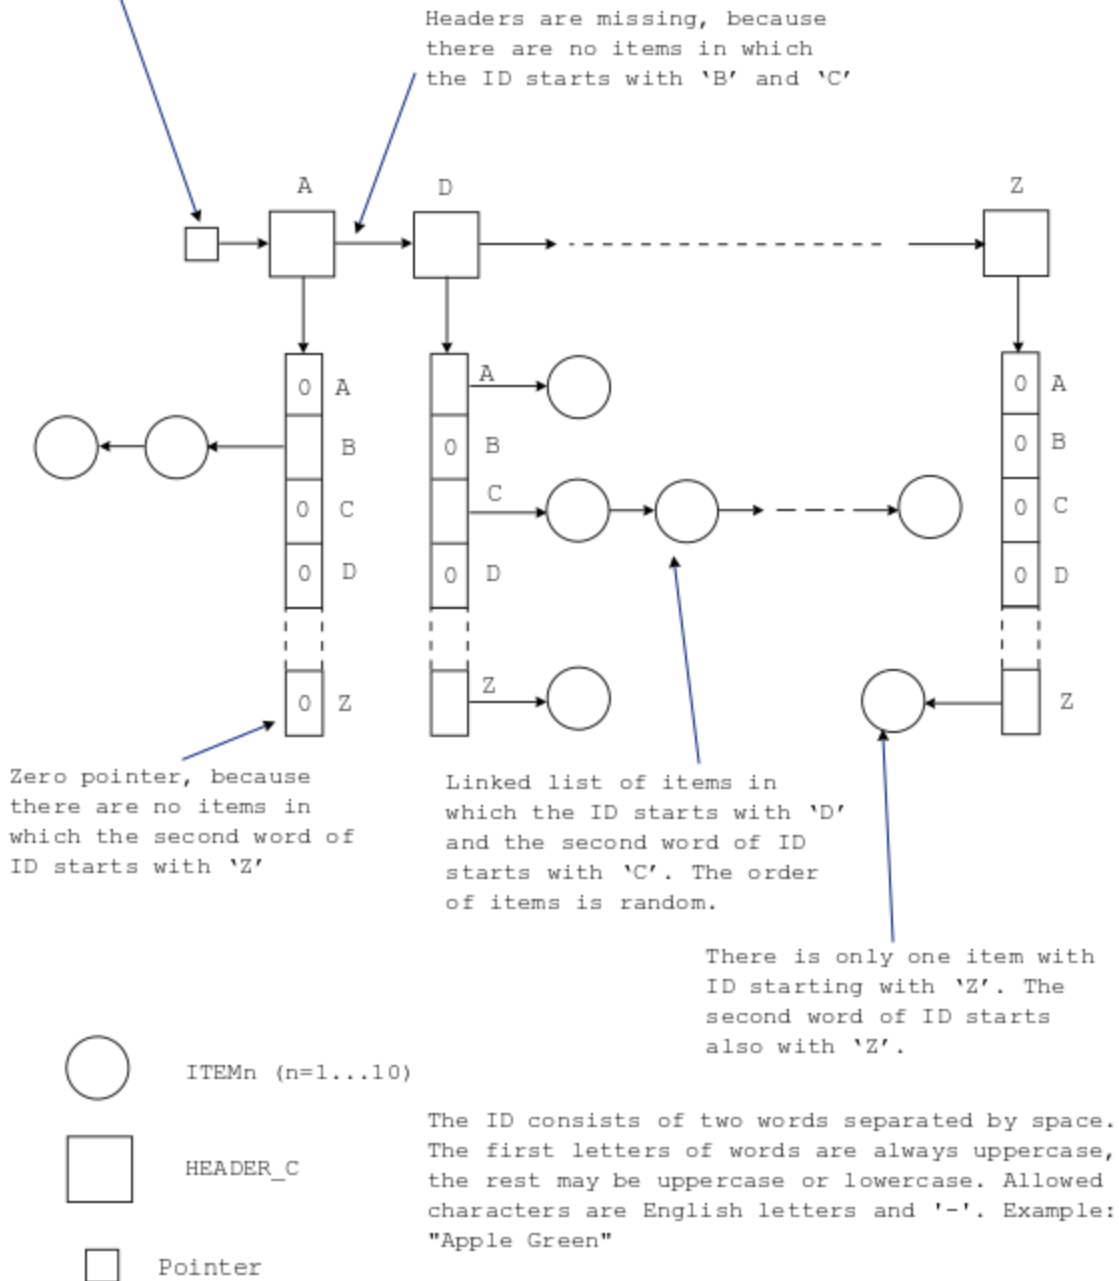 Headers are missing, because
there are no items in which
the ID starts with ‘B’ and ‘C’
A D Z
0 A
A
0 A
B
0 B
0 B
0 C
C
0 C
0 D
0 D
0 D
0 Z
Z
Z
Zero pointer, because
there are no items in
which the second word of
ID starts with ‘Z’
Linked list of items in
which the ID starts with ‘D’
and the second word of ID
starts with ‘C’. The order
of items is random.
There is only one item with
ID starting with ‘Z’. The
second word of ID starts
also with ‘Z’.
ITEMn (n=1...10)
HEADER_C
Pointer
The ID consists of two words separated by space.
The first letters of words are always uppercase,
the rest may be uppercase or lowercase. Allowed
characters are English letters and '-'. Example:
"Apple Green"